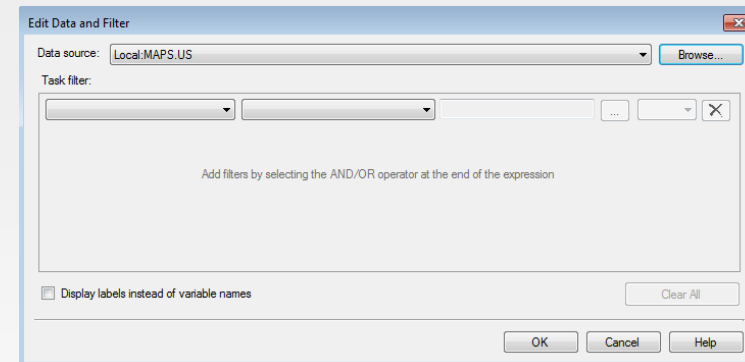 Edit Data and Filter
Data source: Local:MAPS.US Browse...
Task filter:
...
Add filters by selecting the AND/OR operator at the end of the expression
Display labels instead of variable names Clear All
OK Cancel Help